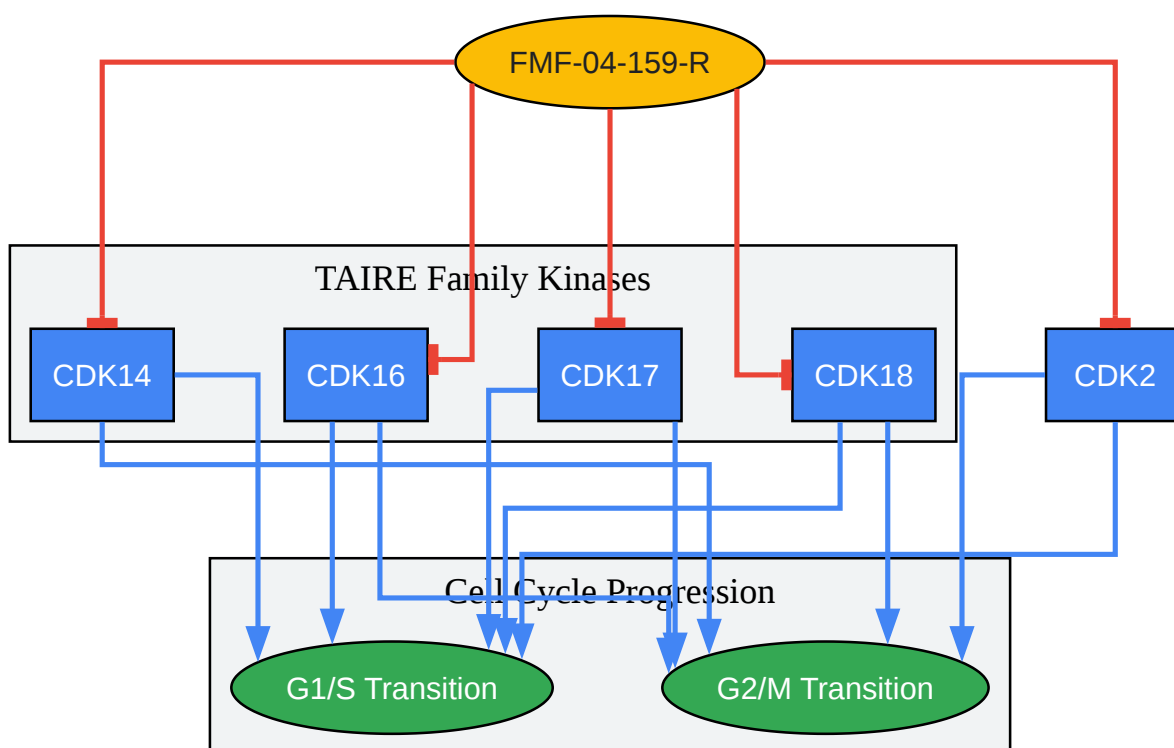 FMF-04-159-R
TAIRE Family Kinases
CDK14
CDK16
CDK17
CDK18
CDK2
Cell Cycle Progression
G1/S Transition
G2/M Transition